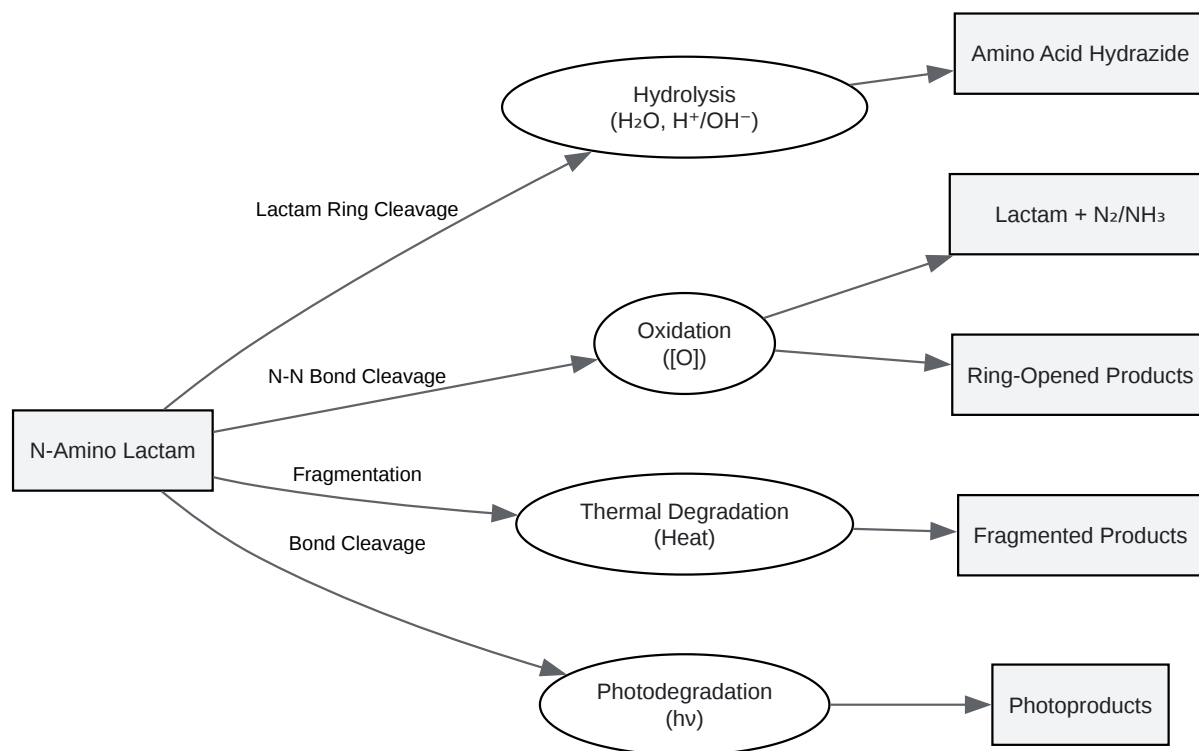 Amino Acid Hydrazide
Hydrolysis
(H₂O, H⁺/OH⁻)
Lactam Ring Cleavage
Lactam + N₂/NH₃
Oxidation
([O])
N-N Bond Cleavage
Ring-Opened Products
N-Amino Lactam
Fragmentation
Thermal Degradation
(Heat)
Fragmented Products
Bond Cleavage
Photodegradation
(hν)
Photoproducts